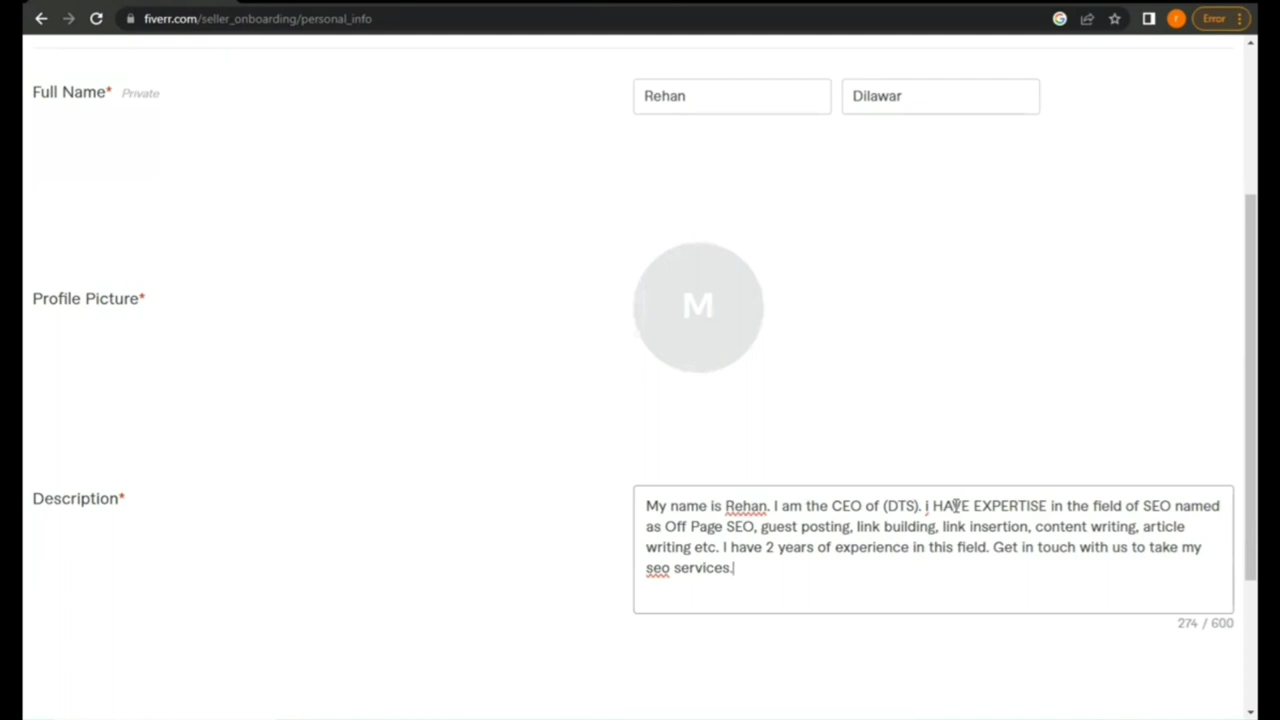 fiverr.com/seller_onboarding/personal_info
Error
Full Name* Private
Rehan
Dilawar
Profile Picture*
M
Description*
My name is Rehan. I am the CEO of (DTS). i HAVE EXPERTISE in the field of SEO named
as Off Page SEO, guest posting, link building, link insertion, content writing, article
writing etc. I have 2 years of experience in this field. Get in touch with us to take my
seo services.
274 / 600